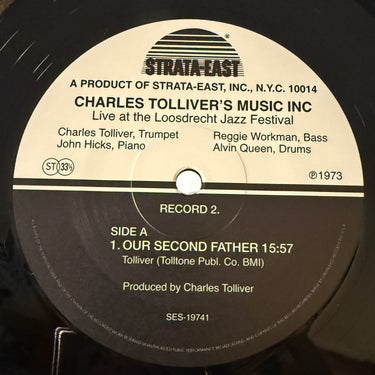 STRATA-EAST
®
A PRODUCT OF STRATA-EAST, INC., N.Y.C. 10014
CHARLES TOLLIVER'S MUSIC INC
Live at the Loosdrecht Jazz Festival
Charles Tolliver, Trumpet
John Hicks, Piano
Reggie Workman, Bass
Alvin Queen, Drums
ST 33⅓
℗1973
RECORD 2.
SIDE A
1. OUR SECOND FATHER 15:57
Tolliver (Tolltone Publ. Co. BMI)
Produced by Charles Tolliver
SES-19741